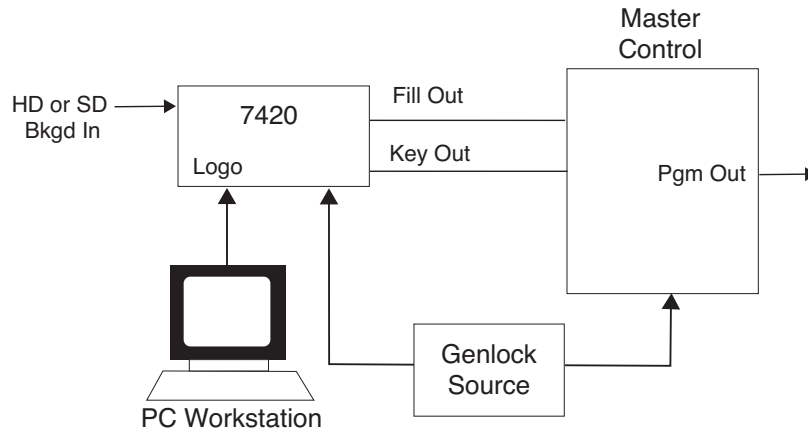 Master
Control
HD or SD
Bkgd In
7420
Logo
Fill Out
Key Out
Pgm Out
Genlock
Source
PC Workstation